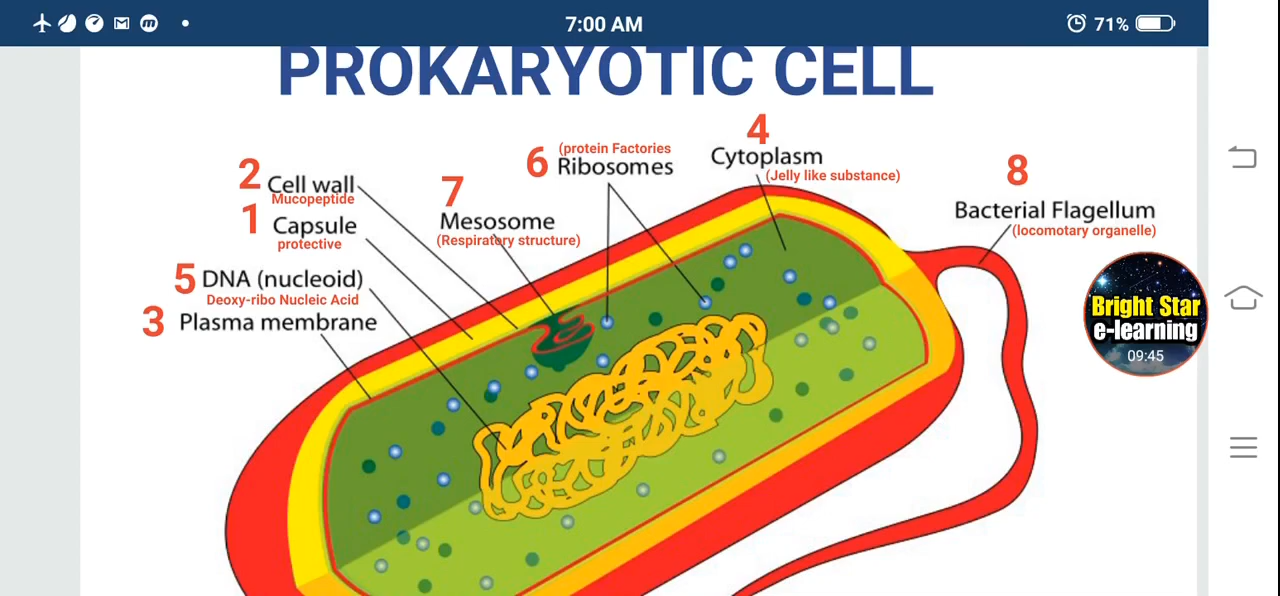 7:00 AM
71%
PROKARYOTIC CELL
4
6 (protein Factories
Ribosomes
Cytoplasm
(Jelly like substance)
8
2 Cell wall
Mucopeptide
7
Mesosome
(Respiratory structure)
1 Capsule
protective
Bacterial Flagellum
(locomotary organelle)
5 DNA (nucleoid)
Deoxy-ribo Nucleic Acid
3 Plasma membrane
Bright Star
e-learning
09:45